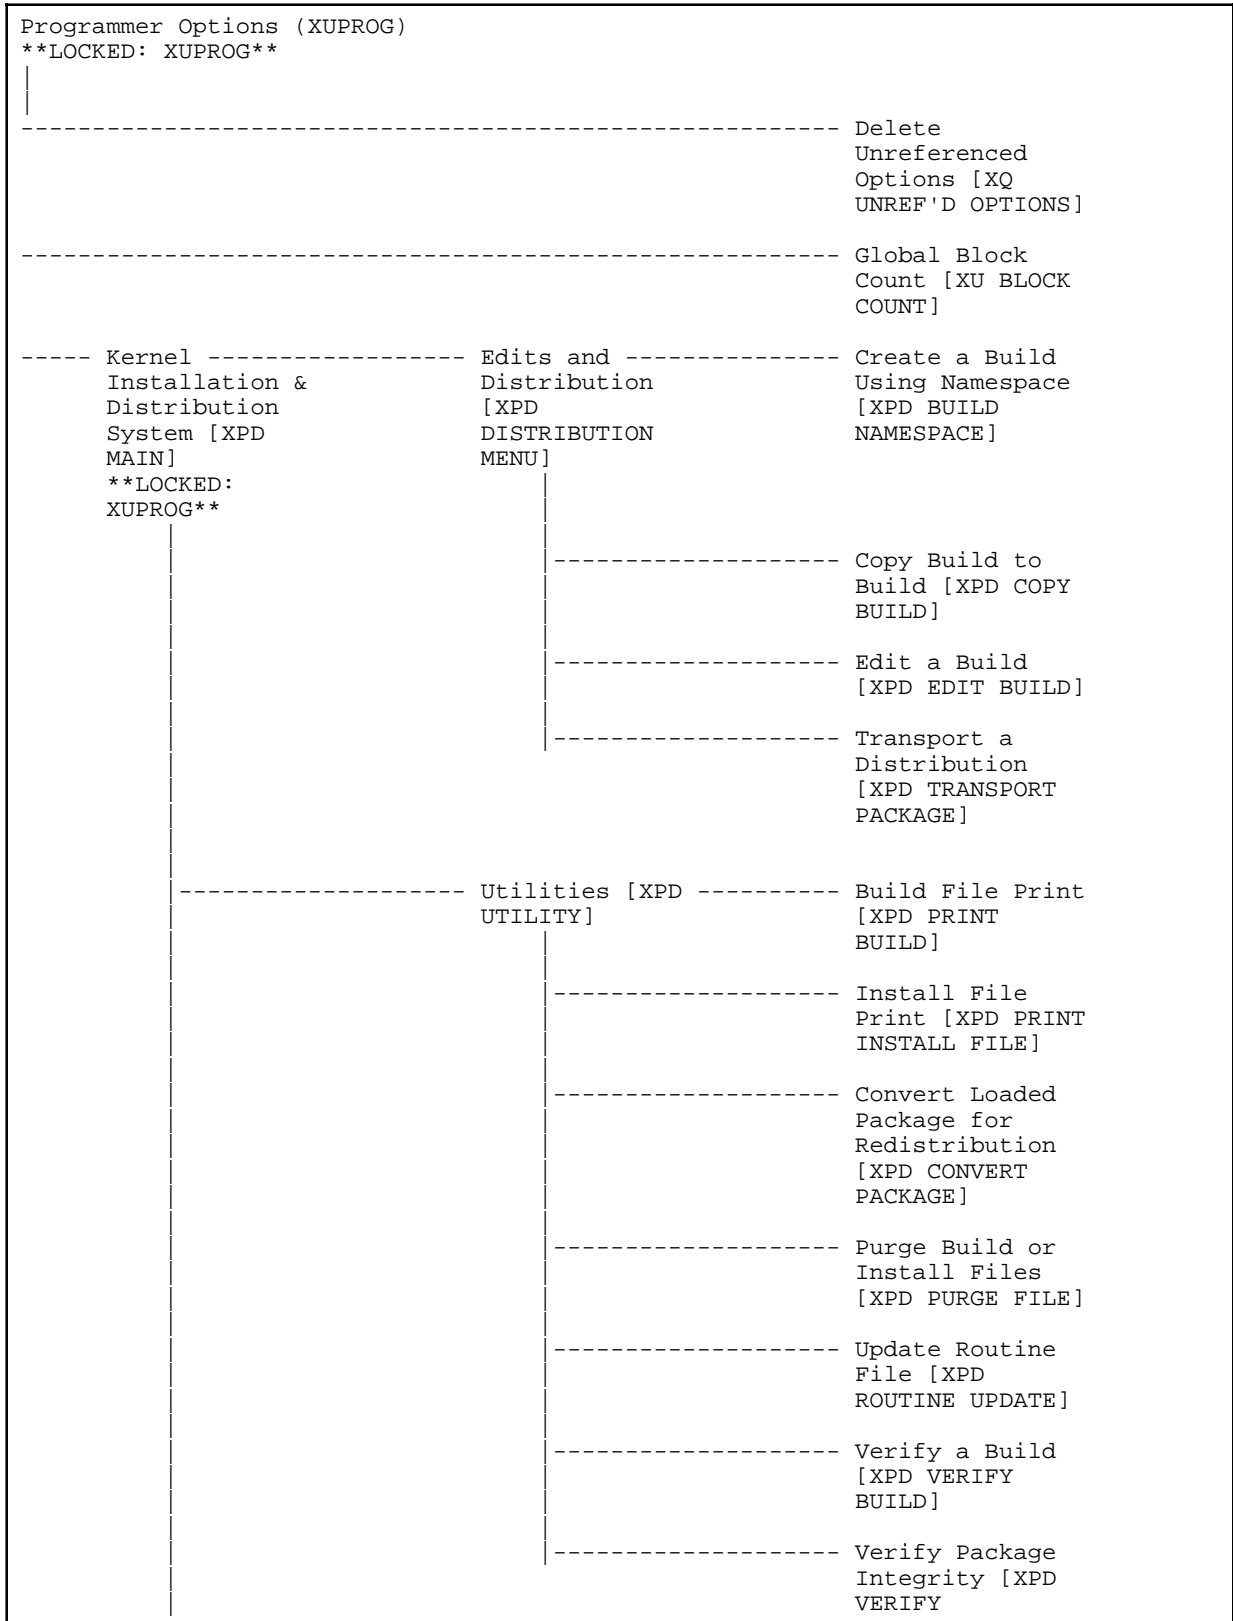 Programmer Options (XUPROG)
**LOCKED: XUPROG**
Delete
Unreferenced
Options [XQ
UNREF'D OPTIONS]
Global Block
Count [XU BLOCK
COUNT]
Kernel
Installation &
Distribution
System [XPD
MAIN]
**LOCKED:
XUPROG**
Edits and
Distribution
[XPD
DISTRIBUTION
MENU]
Create a Build
Using Namespace
[XPD BUILD
NAMESPACE]
Copy Build to
Build [XPD COPY
BUILD]
Edit a Build
[XPD EDIT BUILD]
Transport a
Distribution
[XPD TRANSPORT
PACKAGE]
Utilities [XPD
UTILITY]
Build File Print
[XPD PRINT
BUILD]
Install File
Print [XPD PRINT
INSTALL FILE]
Convert Loaded
Package for
Redistribution
[XPD CONVERT
PACKAGE]
Purge Build or
Install Files
[XPD PURGE FILE]
Update Routine
File [XPD
ROUTINE UPDATE]
Verify a Build
[XPD VERIFY
BUILD]
Verify Package
Integrity [XPD
VERIFY